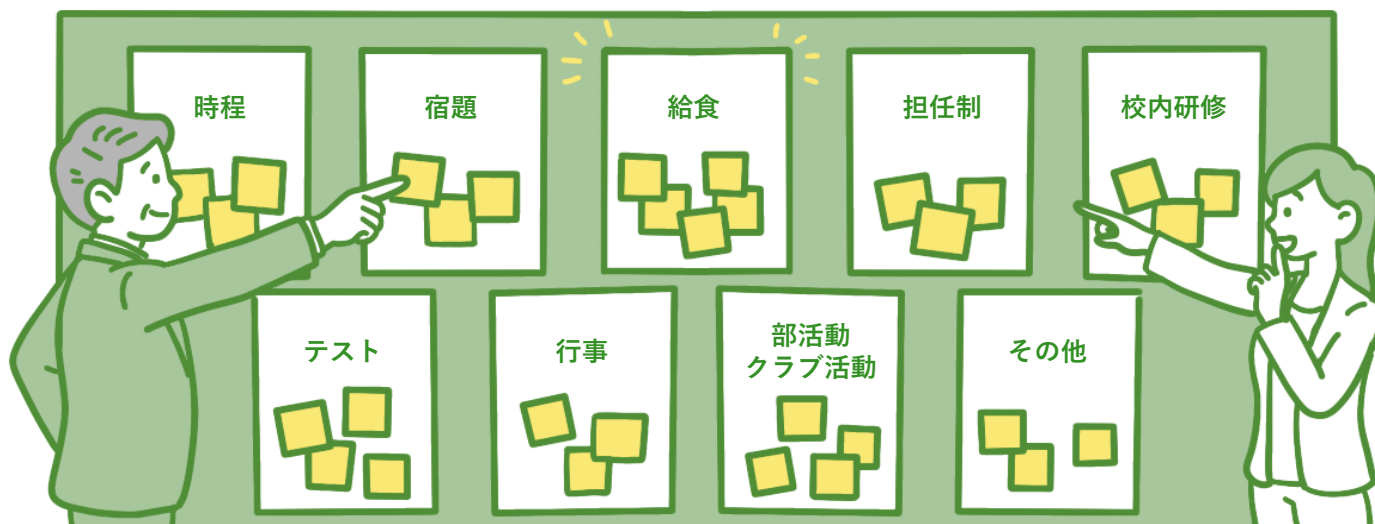 時程
宿題
給食
担任制
校内研修
テスト
行事
部活動
クラブ活動
その他